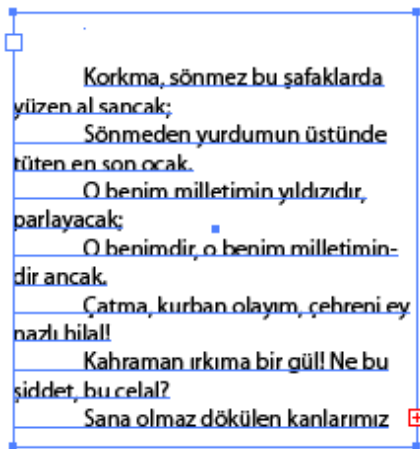 Korkma, sönmez bu şafaklarda
yüzen al sancak;
Sönmeden yurdumun üstünde
tüten en son ocak.
O benim milletimin yıldızıdır,
parlayacak;
O benimdir, o benim milletimin-
dir ancak.
Çatma, kurban olayım, çehreni ey
nazlı hilal!
Kahraman ırkıma bir gül! Ne bu
şiddet, bu celal?
Sana olmaz dökülen kanlarımız